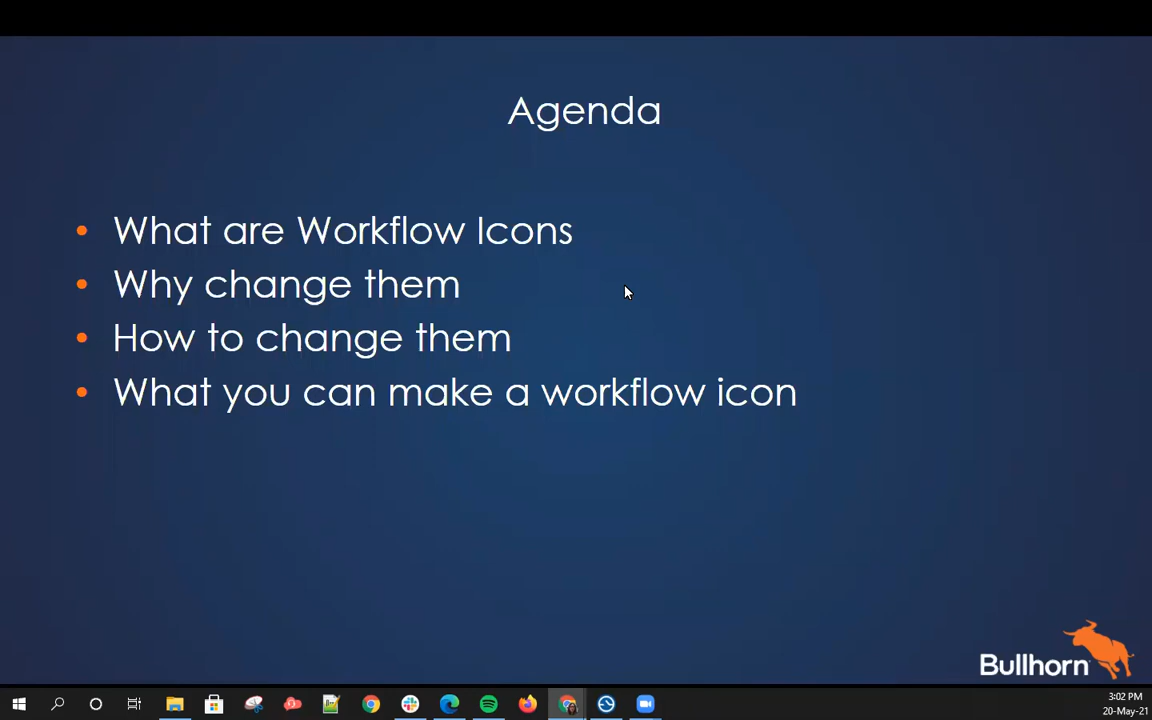 Agenda
• What are Workflow Icons
• Why change them
• How to change them
• What you can make a workflow icon
Bullhorn
3:02 PM
20-May-21